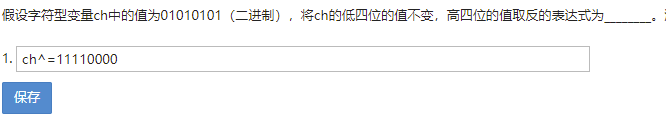 假设字符型变量ch中的值为01010101（二进制），将ch的低四位的值不变，高四位的值取反的表达式为_______。
1. ch^=11110000
保存